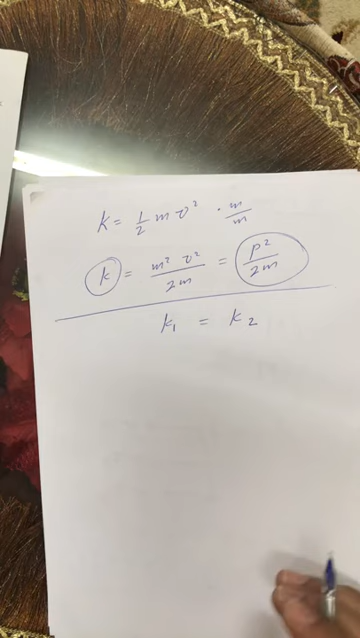 k = 1/2 m v² · m/m
k = m² v²/2m = p²/2m
k₁ = k₂